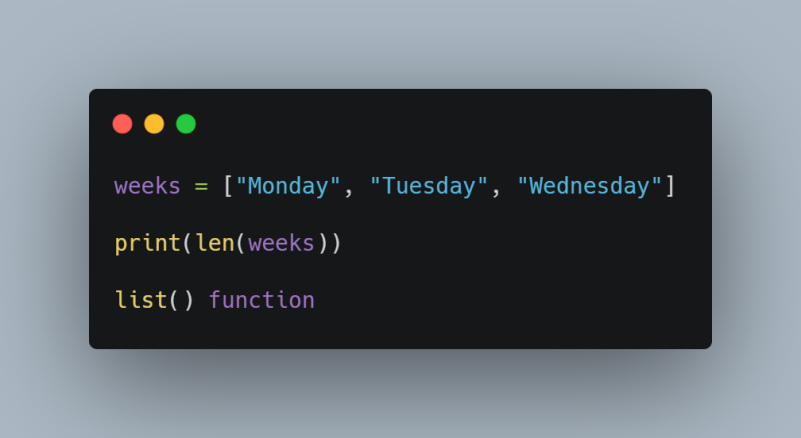 weeks = ["Monday", "Tuesday", "Wednesday"]
print(len(weeks))
list() function